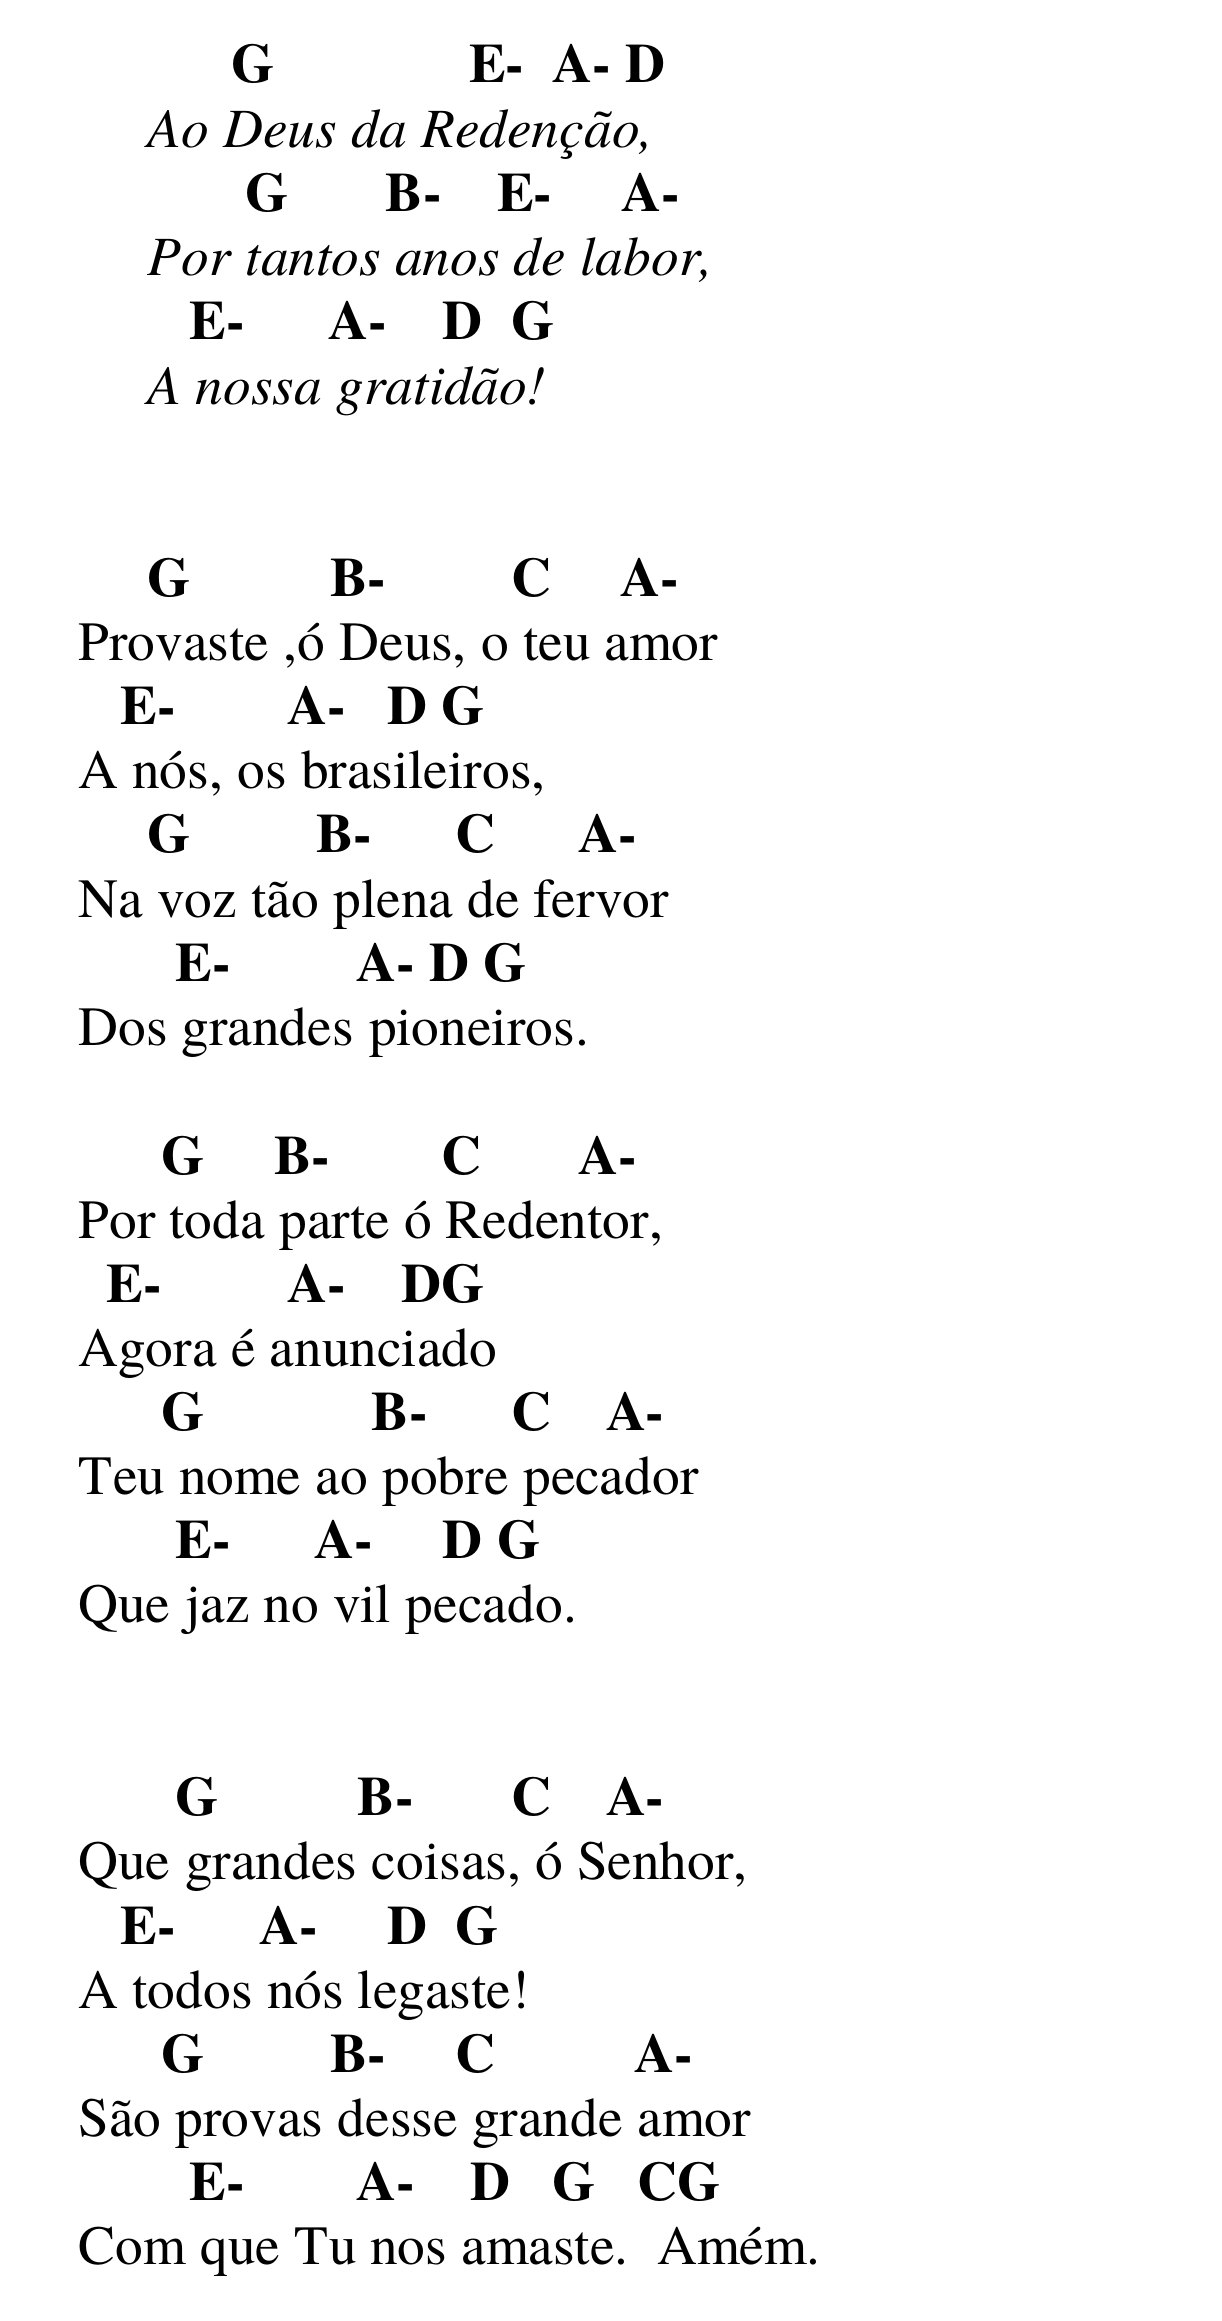 G E- A- D
Ao Deus da Redenção,
G B- E- A-
Por tantos anos de labor,
E- A- D G
A nossa gratidão!
G B- C A-
Provaste ,ó Deus, o teu amor
E- A- D G
A nós, os brasileiros,
G B- C A-
Na voz tão plena de fervor
E- A- D G
Dos grandes pioneiros.
G B- C A-
Por toda parte ó Redentor,
E- A- DG
Agora é anunciado
G B- C A-
Teu nome ao pobre pecador
E- A- D G
Que jaz no vil pecado.
G B- C A-
Que grandes coisas, ó Senhor,
E- A- D G
A todos nós legaste!
G B- C A-
São provas desse grande amor
E- A- D G CG
Com que Tu nos amaste. Amém.